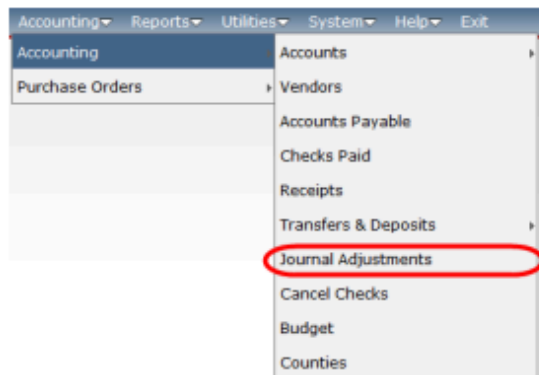 Accounting Reports Utilities System Help Exit
Accounting
Purchase Orders
Accounts
Vendors
Accounts Payable
Checks Paid
Receipts
Transfers & Deposits
Journal Adjustments
Cancel Checks
Budget
Counties